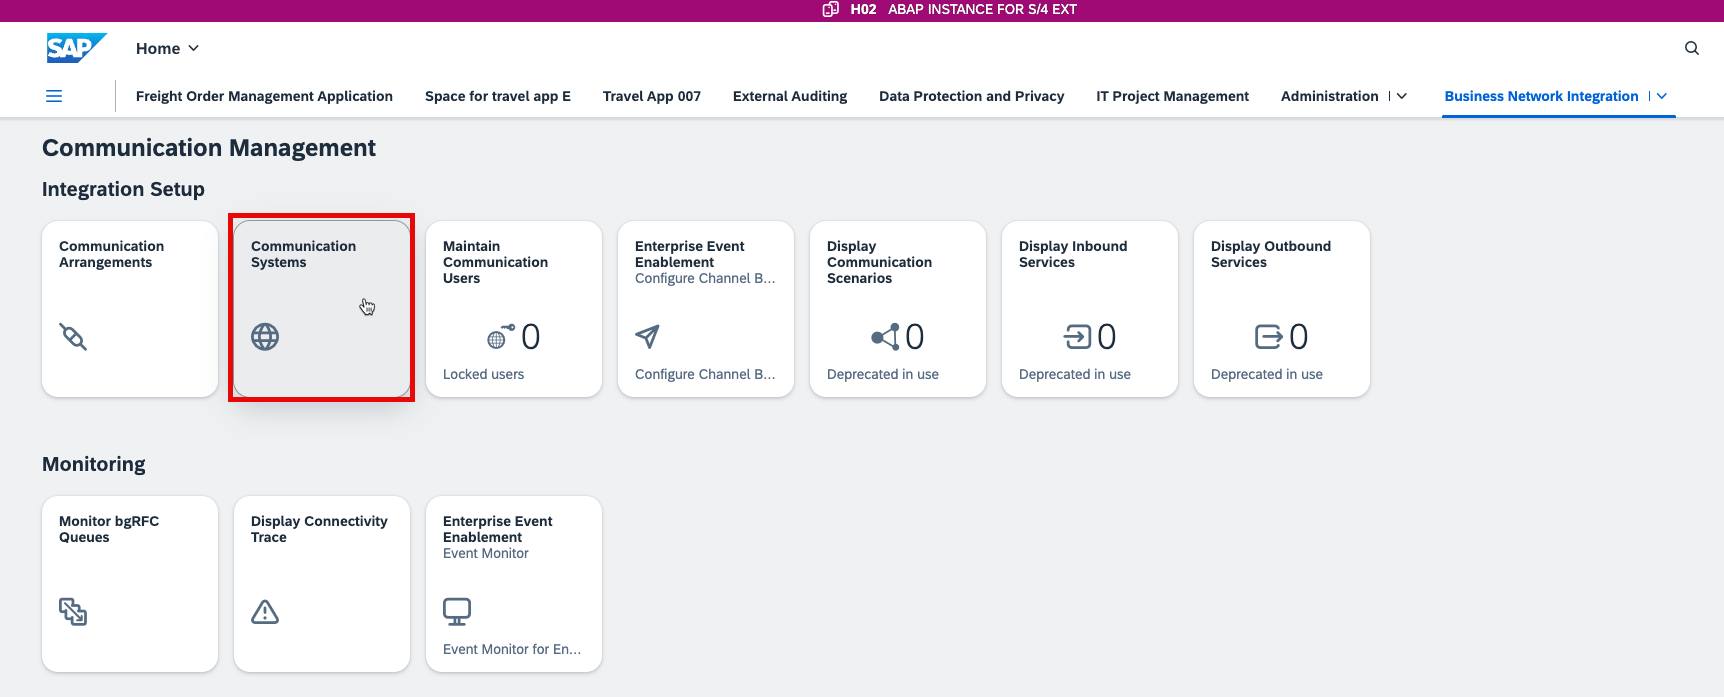 H02 ABAP INSTANCE FOR S/4 EXT
SAP Home
Freight Order Management Application Space for travel app E Travel App 007 External Auditing Data Protection and Privacy IT Project Management Administration Business Network Integration
Communication Management
Integration Setup
Communication
Arrangements
Communication
Systems
Maintain
Communication
Users
0
Locked users
Enterprise Event
Enablement
Configure Channel B...
Configure Channel B...
Display
Communication
Scenarios
0
Deprecated in use
Display Inbound
Services
0
Deprecated in use
Display Outbound
Services
0
Deprecated in use
Monitoring
Monitor bgRFC
Queues
Display Connectivity
Trace
Enterprise Event
Enablement
Event Monitor
Event Monitor for En...